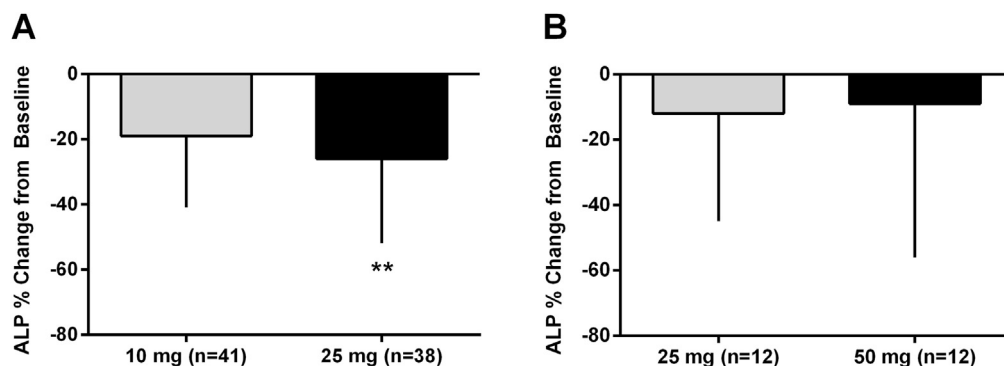 A
ALP % Change from Baseline
0
-20
-40
-60
-80
**
10 mg (n=41)
25 mg (n=38)
B
ALP % Change from Baseline
0
-20
-40
-60
-80
25 mg (n=12)
50 mg (n=12)